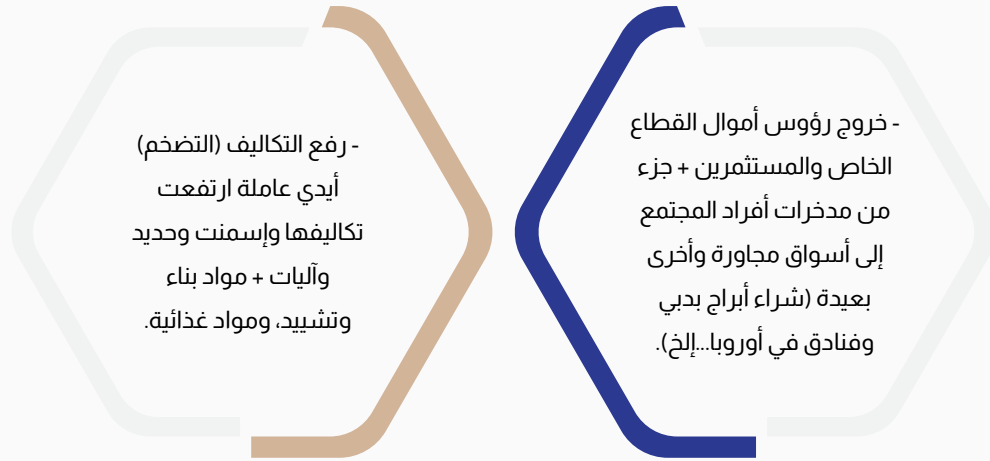 - خروج رؤوس أموال القطاع
الخاص والمستثمرين + جزء
من مدخرات أفراد المجتمع
إلى أسواق مجاورة وأخرى
بعيدة (شراء أبراج بدبي
وفنادق في أوروبا...إلخ).
- رفع التكاليف (التضخم)
أيدي عاملة ارتفعت
تكاليفها وإسمنت وحديد
وآليات + مواد بناء
وتشييد، ومواد غذائية.